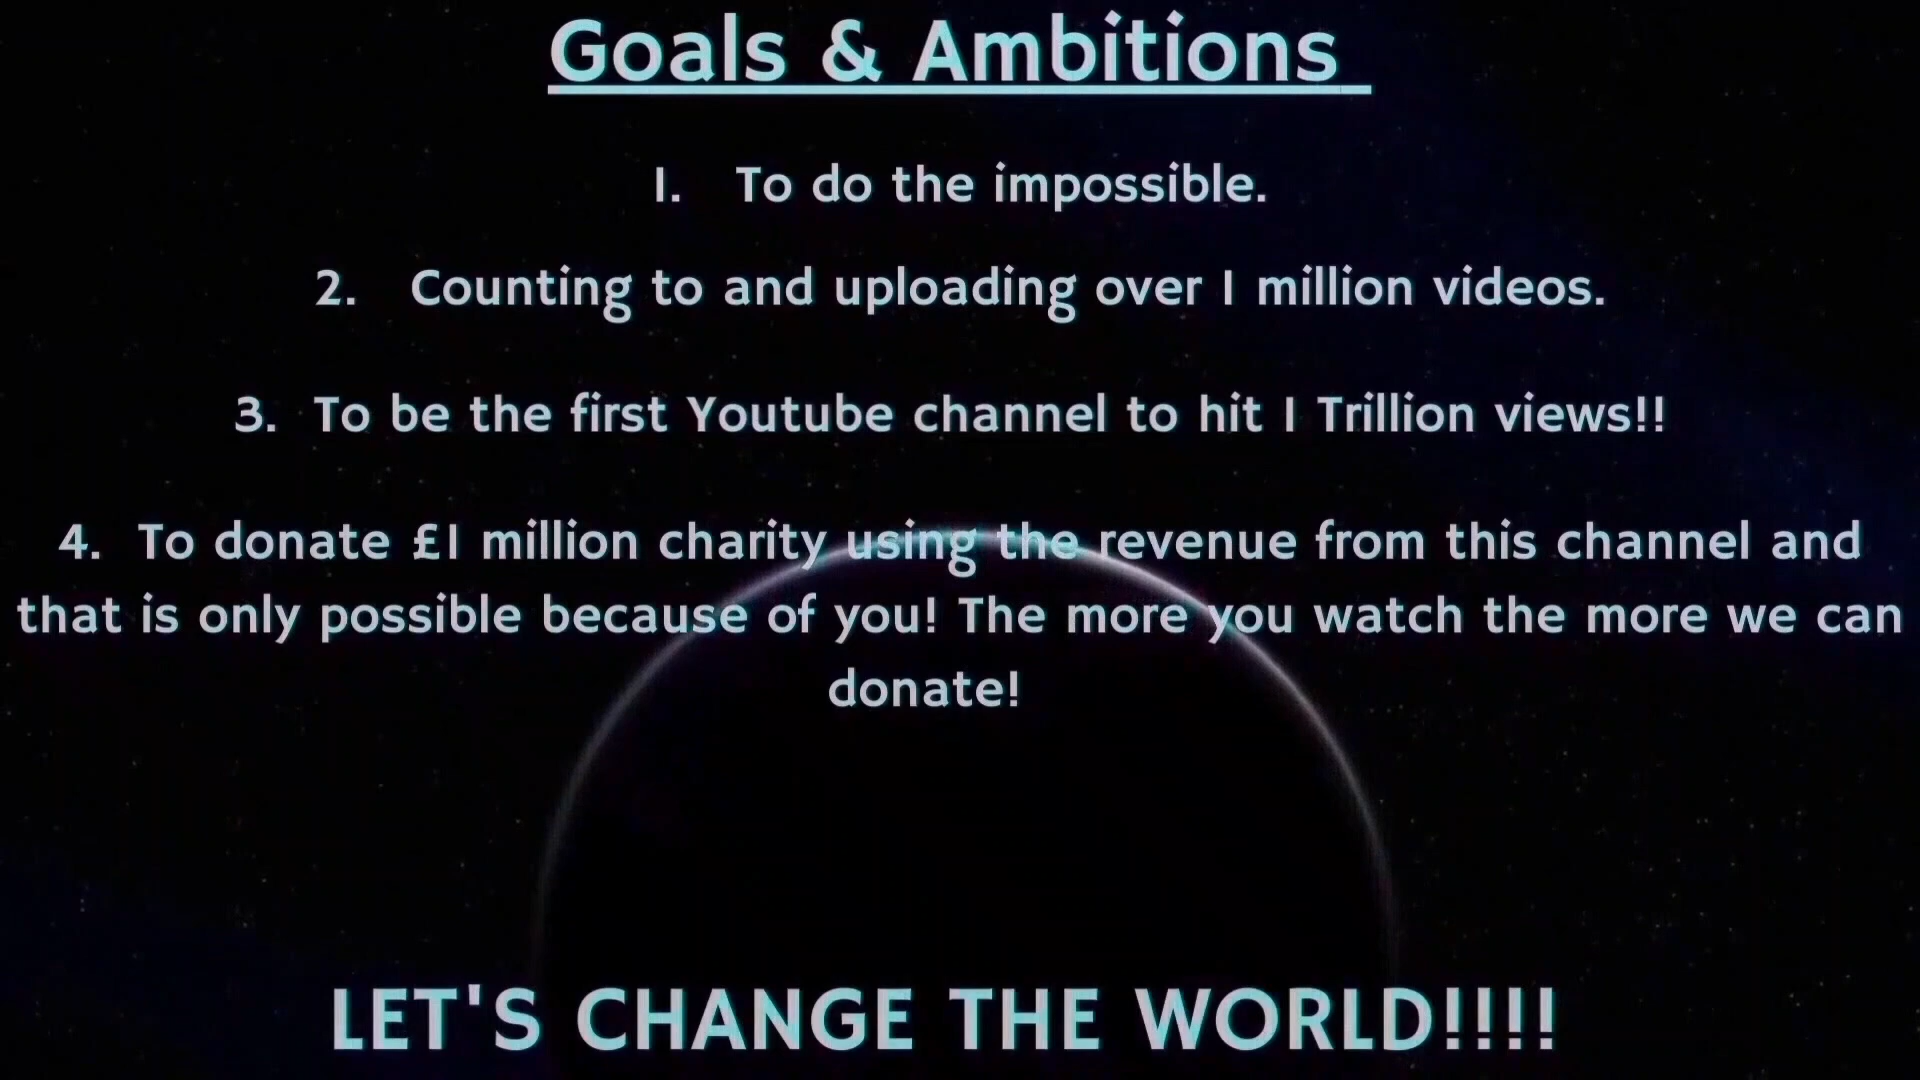 Goals & Ambitions
1. To do the impossible.
2. Counting to and uploading over 1 million videos.
3. To be the first Youtube channel to hit 1 Trillion views!!
4. To donate £1 million charity using the revenue from this channel and
that is only possible because of you! The more you watch the more we can
donate!
LET'S CHANGE THE WORLD!!!!